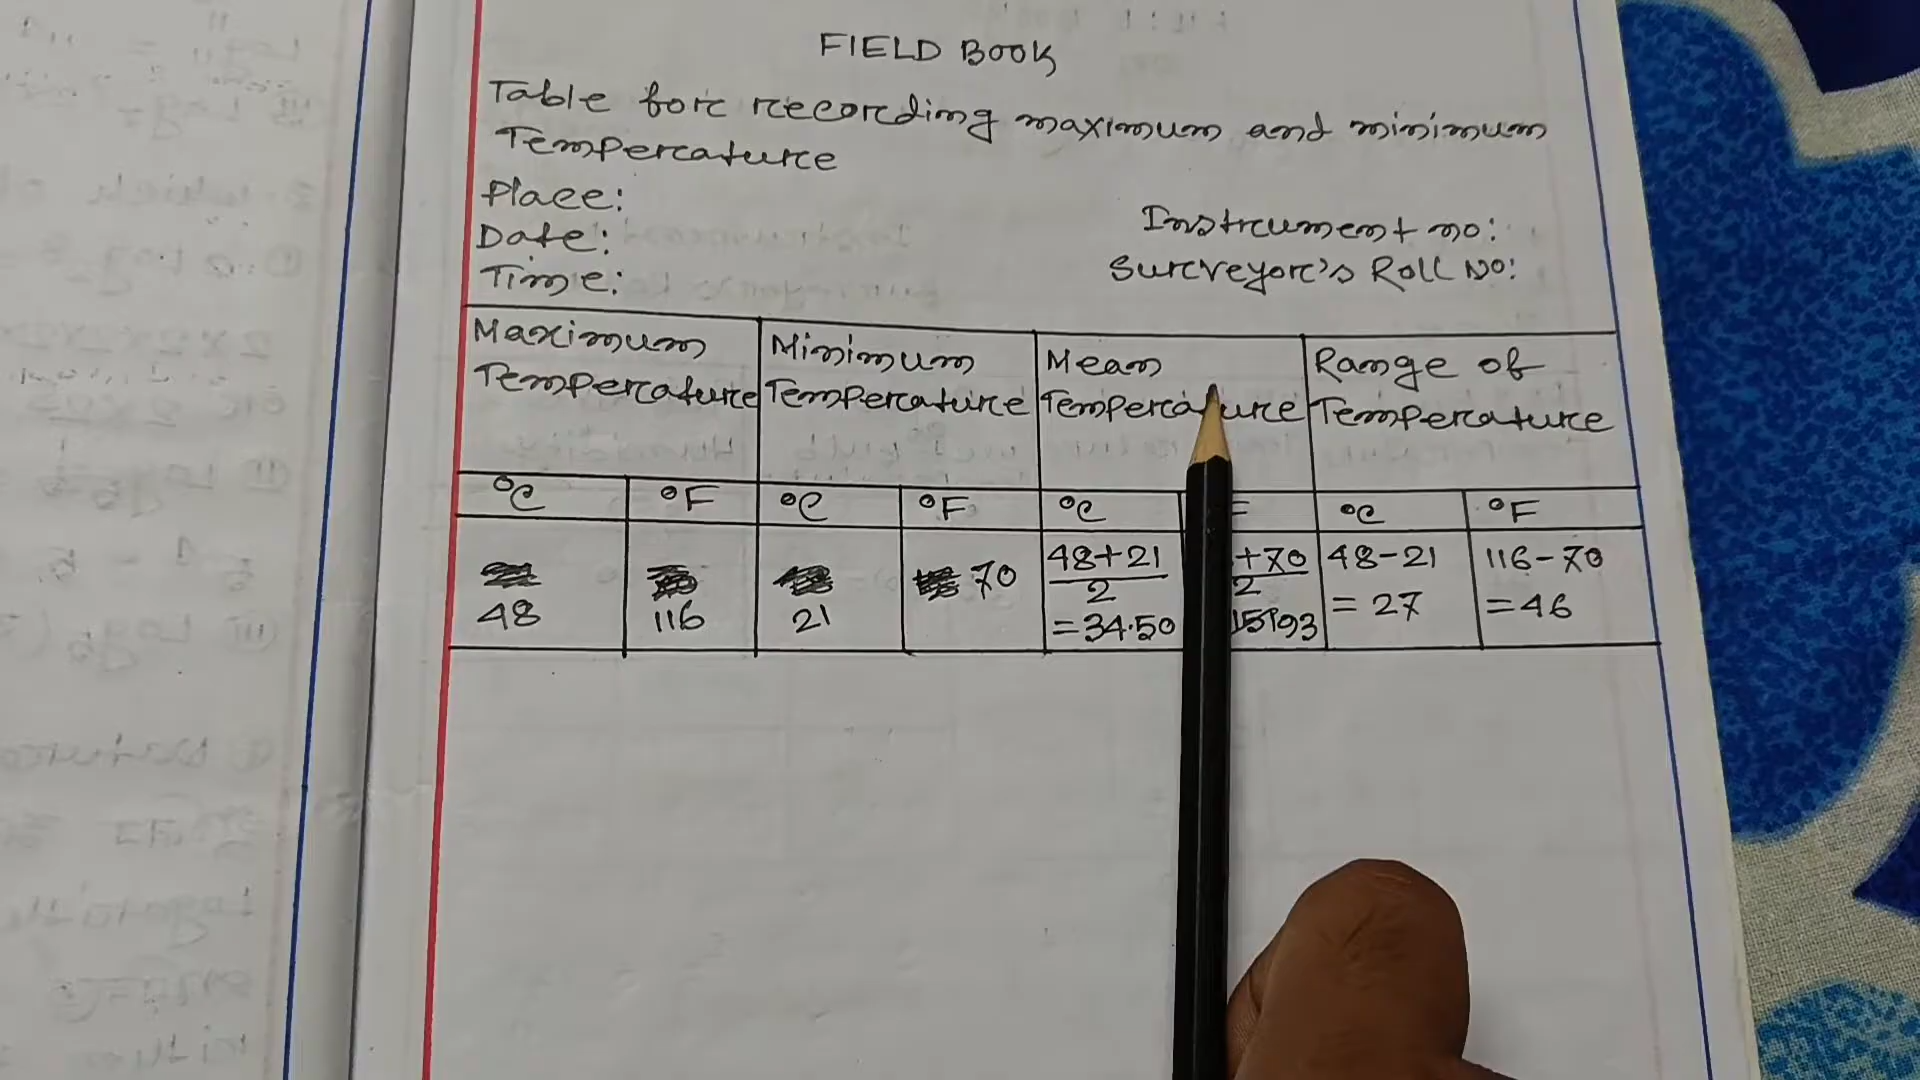 FIELD BOOK
Table for recording maximum and minimum
Temperature
Place:
Date:
Time:
Instrument no:
Surveyor's Roll No:
Maximum Temperature
Minimum Temperature
Mean Temperature
Range of Temperature
°C °F °C °F °C °C °F
48 116 21 70
48+21
2
= 34.50
+70
2
48-21
= 27
116-70
= 46